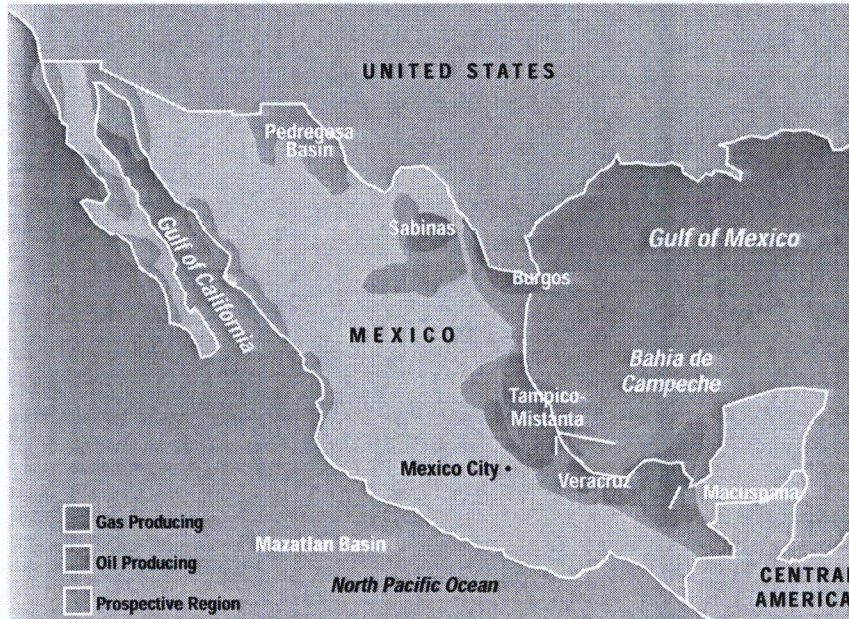 UNITED STATES
Pedregosa
Basin
Sabinas
Gulf of Mexico
Gulf of California
Burgos
MEXICO
Bahia de
Campeche
Tampico-
Mistanta
Mexico City
Veracruz
Macuspana
Gas Producing
Oil Producing
Prospective Region
Mazatlan Basin
North Pacific Ocean
CENTRAL
AMERICA